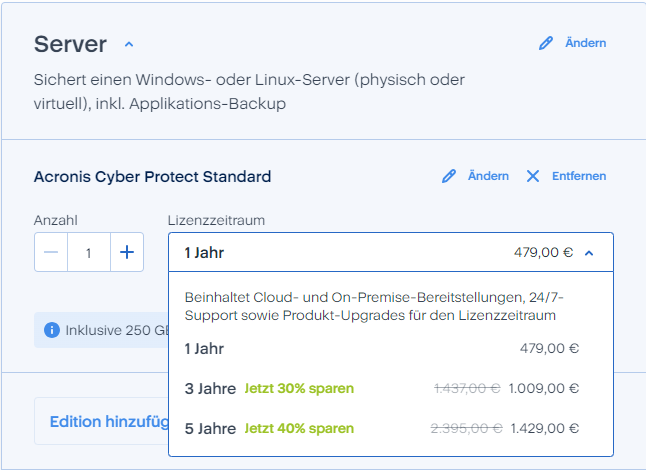 Server
Ändern
Sichert einen Windows- oder Linux-Server (physisch oder
virtuell), inkl. Applikations-Backup
Acronis Cyber Protect Standard
Ändern
Entfernen
Anzahl
Lizenzzeitraum
— 1 +
1 Jahr 479,00 €
Beinhaltet Cloud- und On-Premise-Bereitstellungen, 24/7-
Support sowie Produkt-Upgrades für den Lizenzzeitraum
Inklusive 250
1 Jahr 479,00 €
3 Jahre Jetzt 30% sparen 1.437,00 € 1.009,00 €
5 Jahre Jetzt 40% sparen 2.395,00 € 1.429,00 €
Edition hinzufüg